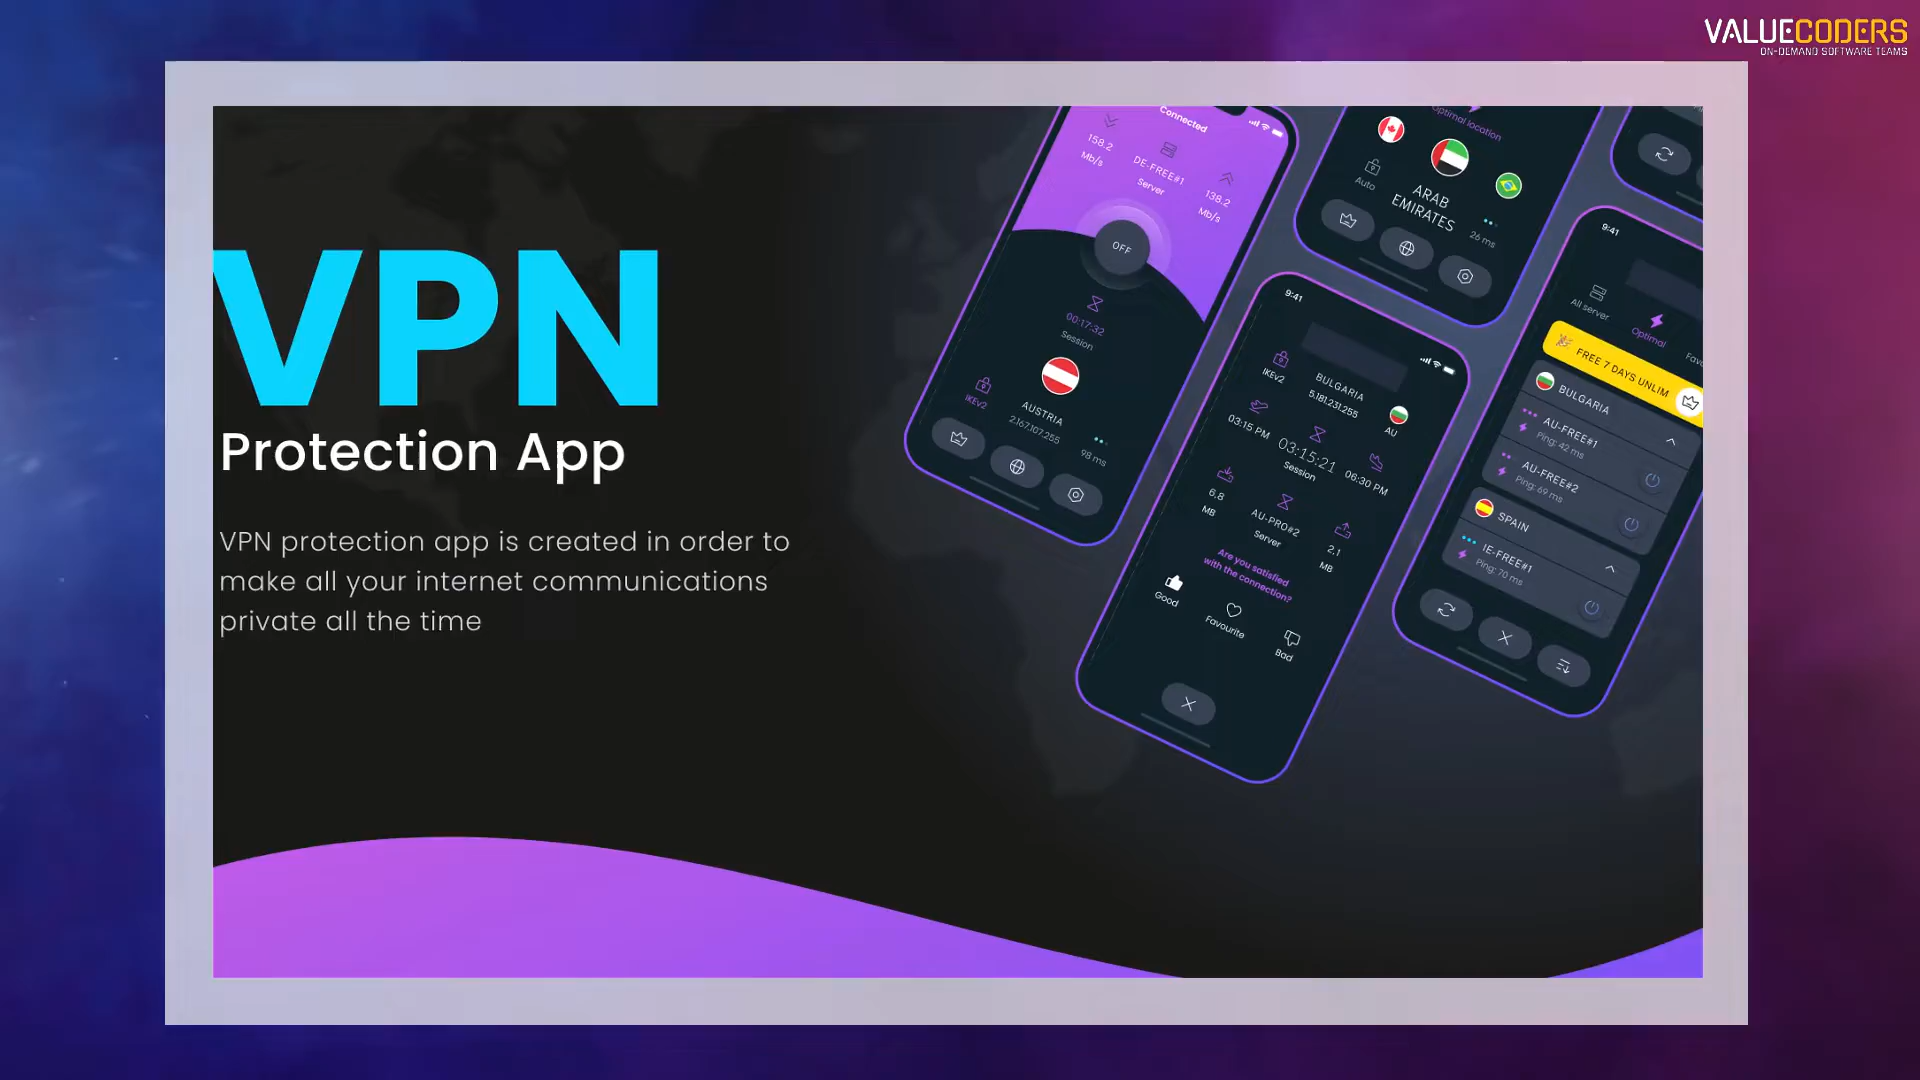 VALUECODERS
ON-DEMAND SOFTWARE TEAMS
VPN
Protection App
VPN protection app is created in order to
make all your internet communications
private all the time
Connected
158.2
Mb/s
DE-FREE#1
Server
138.2
Mb/s
OFF
00:17:32
Session
IKEv2
AUSTRIA
2.167.107.255
98 ms
Optimal location
Auto
ARAB
EMIRATES
26 ms
9:41
IKEv2
BULGARIA
5.181.231.255
AU
03:15 PM
03:15:21
Session
06:30 PM
6,8
MB
AU-PRO#2
Server
2,1
MB
Are you satisfied
with the connection?
Good
Favourite
Bad
9:41
All server
Optimal
FREE 7 DAYS UNLIM
BULGARIA
AU-FREE#1
Ping: 42 ms
AU-FREE#2
Ping: 69 ms
SPAIN
IE-FREE#1
Ping: 70 ms